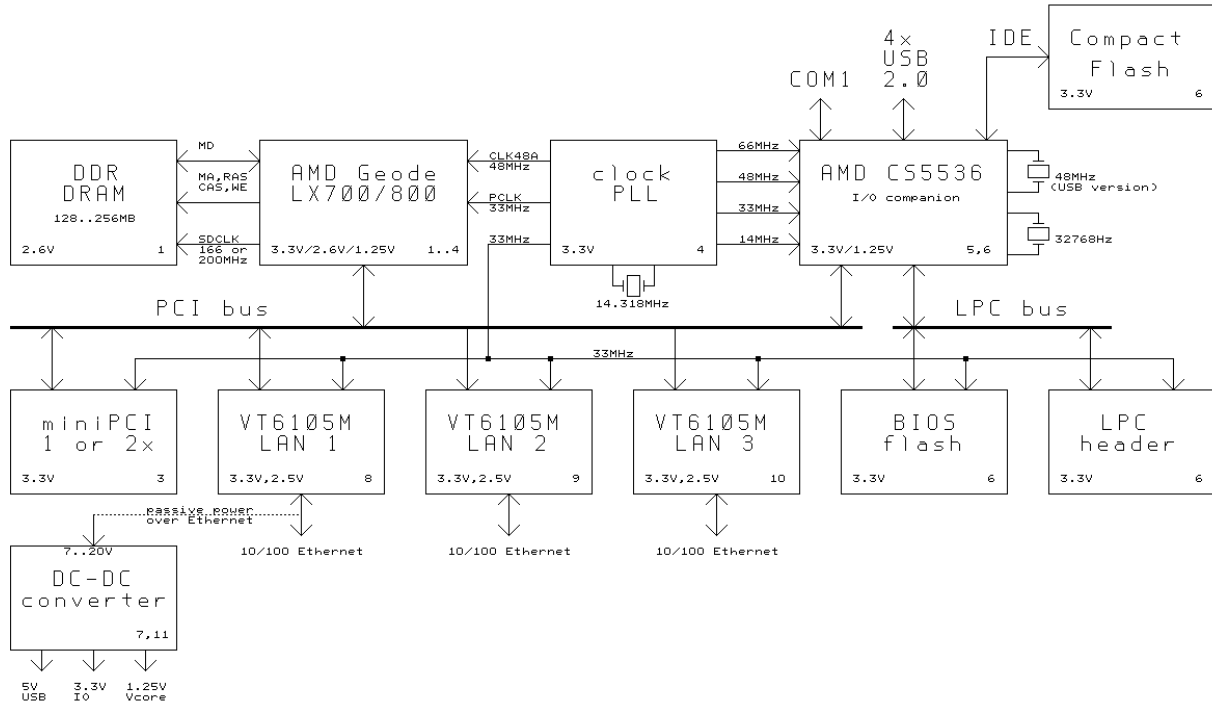 IDE
Compact
Flash
3.3V
6
4x
USB
2.0
COM1
DDR
DRAM
128..256MB
2.6V
1
MD
MA,RAS
CAS,WE
SDCLK
166 or
200MHz
AMD Geode
LX700/800
3.3V/2.6V/1.25V
1..4
CLK48A
48MHz
PCLK
33MHz
33MHz
clock
PLL
3.3V
4
14.318MHz
66MHz
48MHz
33MHz
14MHz
AMD CS5536
I/O companion
3.3V/1.25V
5,6
48MHz
(USB version)
32768Hz
PCI bus
LPC bus
33MHz
miniPCI
1 or 2x
3.3V
3
VT6105M
LAN 1
3.3V,2.5V
8
VT6105M
LAN 2
3.3V,2.5V
9
VT6105M
LAN 3
3.3V,2.5V
10
BIOS
flash
3.3V
6
LPC
header
3.3V
6
passive power
over Ethernet
10/100 Ethernet
10/100 Ethernet
10/100 Ethernet
7..20V
DC-DC
converter
7,11
5V
USB
3.3V
IO
1.25V
Vcore